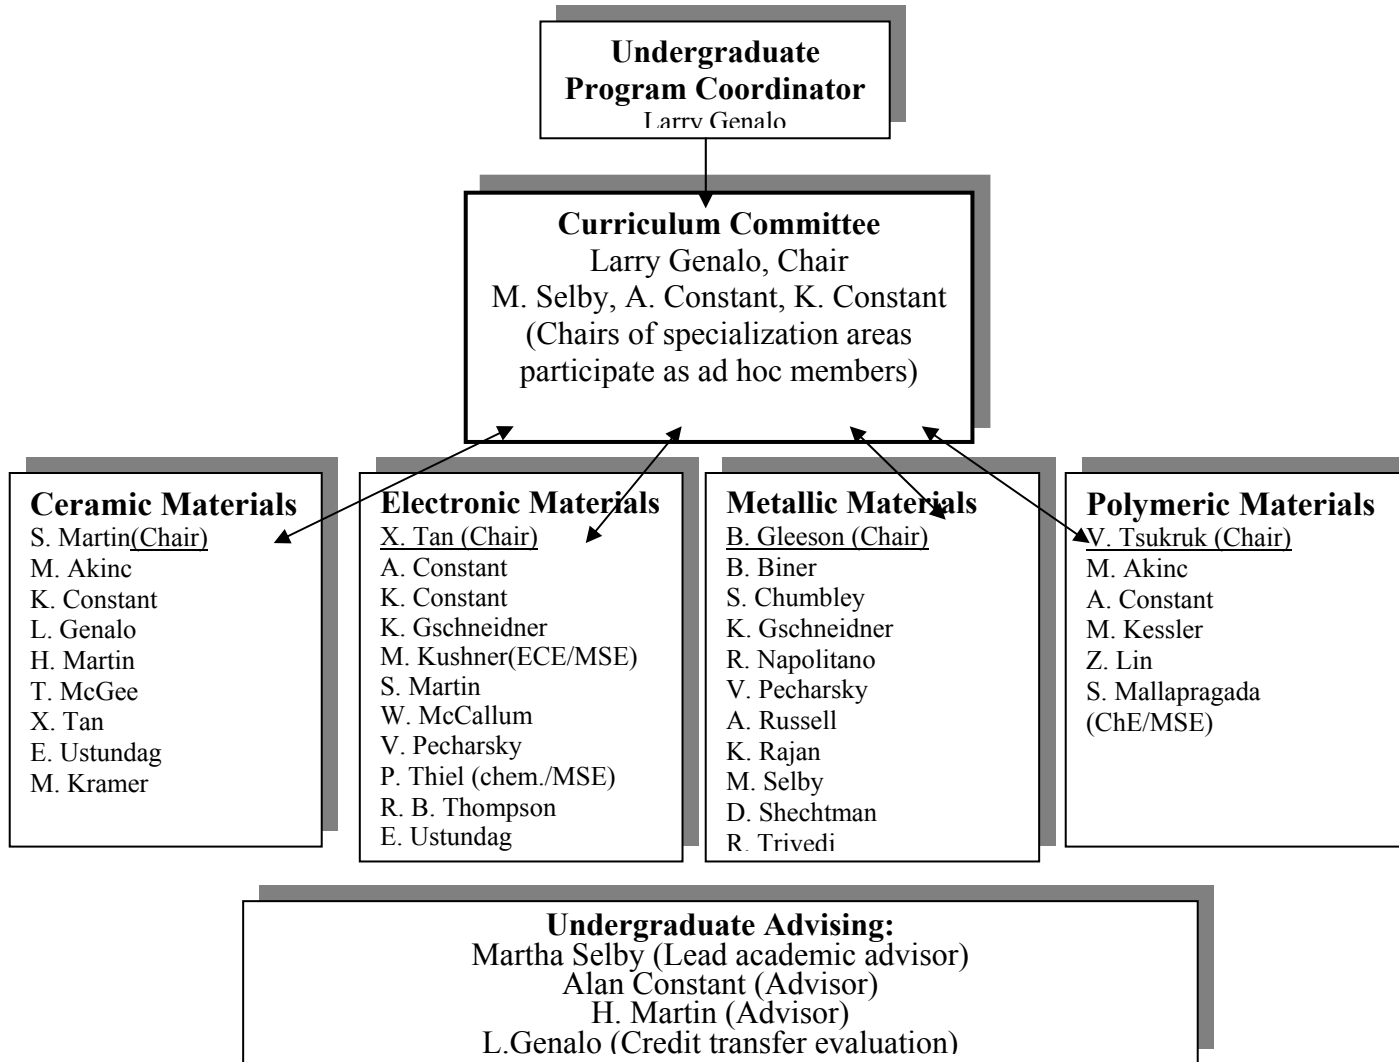 Undergraduate
Program Coordinator
Larry Genalo
Curriculum Committee
Larry Genalo, Chair
M. Selby, A. Constant, K. Constant
(Chairs of specialization areas
participate as ad hoc members)
Ceramic Materials
S. Martin(Chair)
M. Akinc
K. Constant
L. Genalo
H. Martin
T. McGee
X. Tan
E. Ustundag
M. Kramer
Electronic Materials
X. Tan (Chair)
A. Constant
K. Constant
K. Gschneidner
M. Kushner(ECE/MSE)
S. Martin
W. McCallum
V. Pecharsky
P. Thiel (chem./MSE)
R. B. Thompson
E. Ustundag
Metallic Materials
B. Gleeson (Chair)
B. Biner
S. Chumbley
K. Gschneidner
R. Napolitano
V. Pecharsky
A. Russell
K. Rajan
M. Selby
D. Shechtman
R. Trivedi
Polymeric Materials
V. Tsukruk (Chair)
M. Akinc
A. Constant
M. Kessler
Z. Lin
S. Mallapragada
(ChE/MSE)
Undergraduate Advising:
Martha Selby (Lead academic advisor)
Alan Constant (Advisor)
H. Martin (Advisor)
L.Genalo (Credit transfer evaluation)